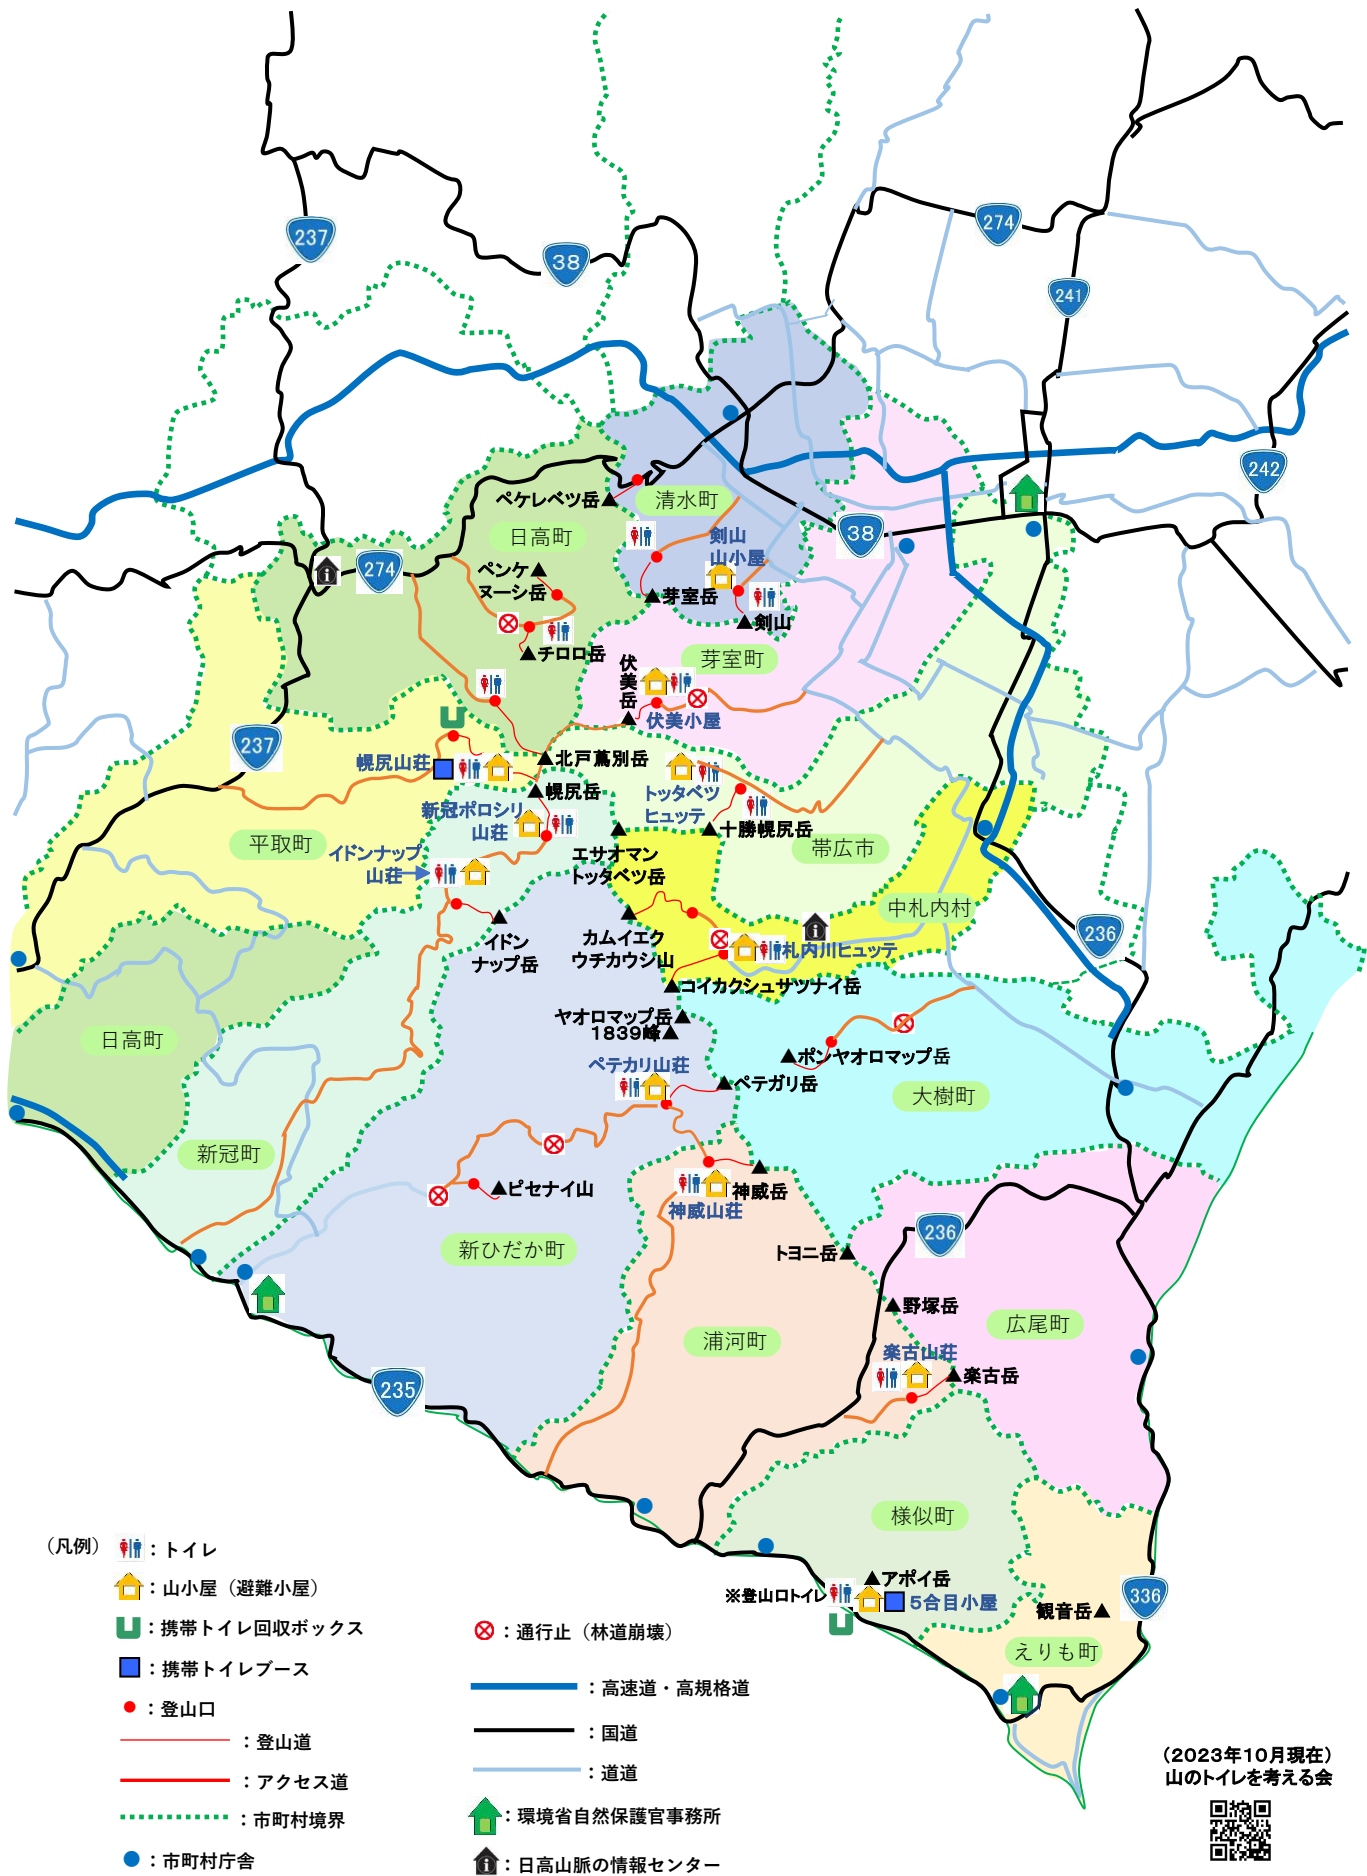 237
38
274
241
242
ペケレベツ岳
清水町
日高町
剣山
山小屋
38
274
ペンケ
ヌーシ岳
芽室岳
剣山
チロロ岳
伏美岳
芽室町
伏美小屋
237
幌尻山荘
北戸蔦別岳
幌尻岳
トッタベツ
ヒュッテ
新冠ポロシリ
山荘
十勝幌尻岳
平取町
イドンナップ
山荘
エサオマン
トッタベツ岳
帯広市
中札内村
イドン
ナップ岳
カムイエク
ウチカウシ山
札内川ヒュッテ
236
コイカクシュサツナイ岳
ヤオロマップ岳
1839峰
日高町
ポンヤオロマップ岳
ペテカリ山荘
ペテガリ岳
大樹町
新冠町
ピセナイ山
神威岳
神威山荘
新ひだか町
トヨニ岳
236
野塚岳
広尾町
浦河町
楽古山荘
楽古岳
235
様似町
アポイ岳
※登山口トイレ
5合目小屋
観音岳
336
えりも町
(凡例)
：トイレ
：山小屋（避難小屋）
：携帯トイレ回収ボックス
：携帯トイレブース
：登山口
：登山道
：アクセス道
：市町村境界
：市町村庁舎
：通行止（林道崩壊）
：高速道・高規格道
：国道
：道道
：環境省自然保護官事務所
：日高山脈の情報センター
(2023年10月現在)
山のトイレを考える会